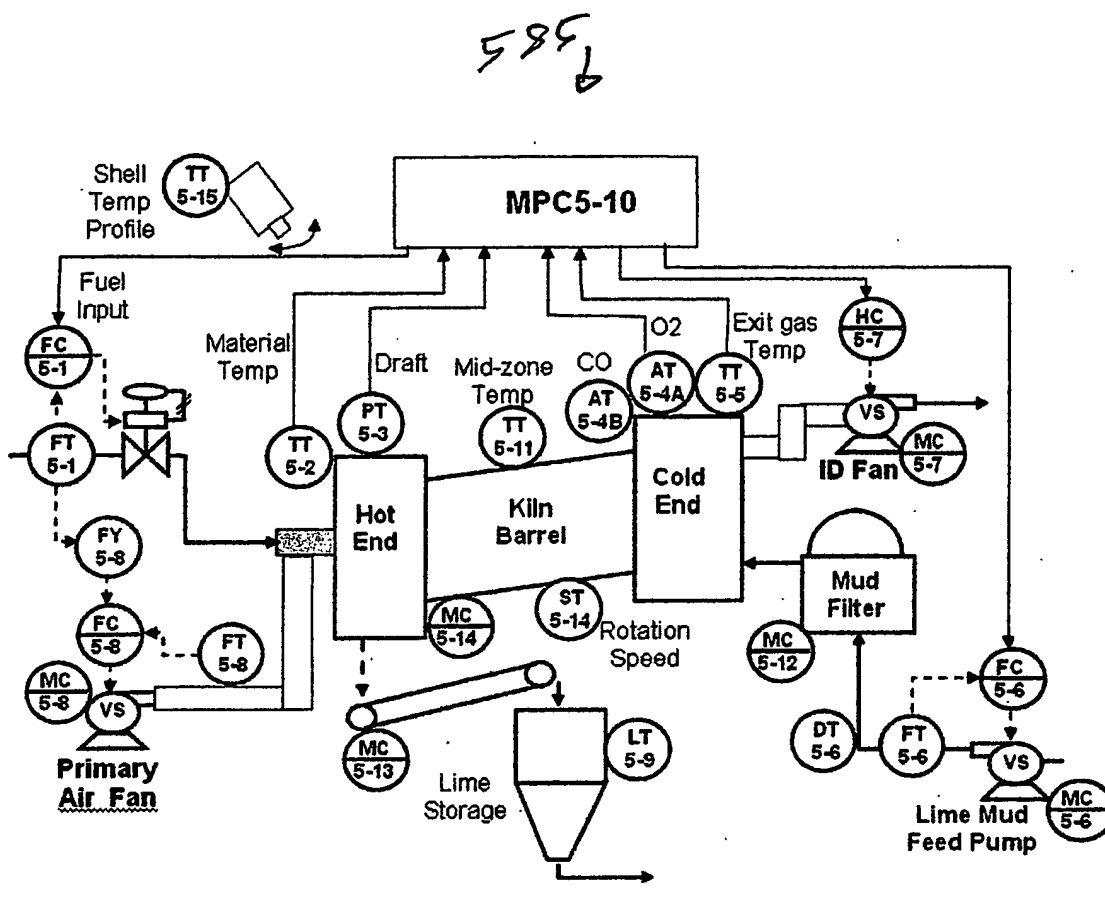 585
MPC5-10
Shell
Temp
Profile
TT
5-15
Fuel
Input
FC
5-1
FT
5-1
Material
Temp
Draft
Mid-zone
Temp
CO
O2
Exit gas
Temp
HC
5-7
TT
5-2
PT
5-3
TT
5-11
AT
5-4B
AT
5-4A
TT
5-5
VS
MC
5-7
ID Fan
Hot
End
Kiln
Barrel
Cold
End
FY
5-8
FC
5-8
FT
5-8
MC
5-8
VS
Primary
Air Fan
MC
5-14
ST
5-14
Rotation
Speed
Mud
Filter
MC
5-12
FC
5-6
DT
5-6
FT
5-6
VS
MC
5-6
Lime Mud
Feed Pump
MC
5-13
Lime
Storage
LT
5-9